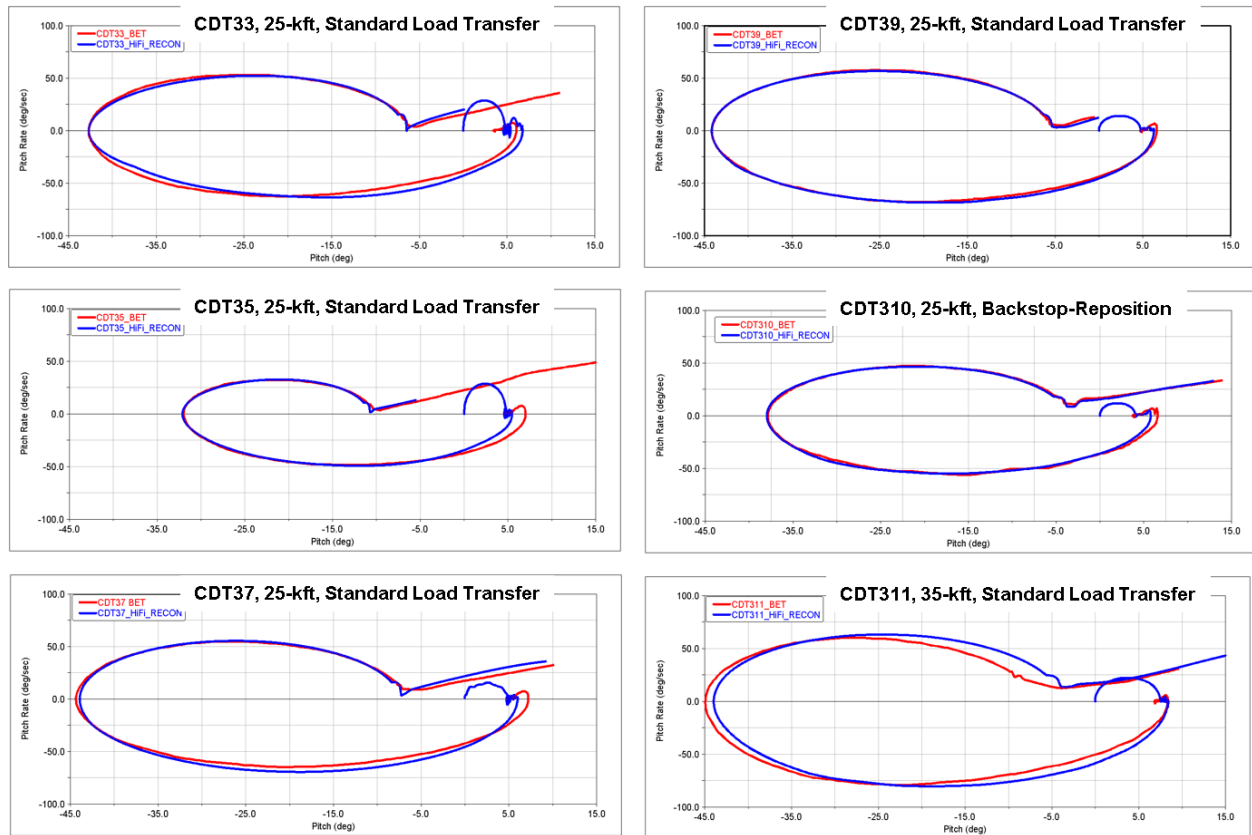 CDT33, 25-kft, Standard Load Transfer
CDT33_BET
CDT33_HiFi_RECON
100.0
50.0
0.0
-50.0
-100.0
Pitch Rate (deg/sec)
-45.0 -35.0 -25.0 -15.0 -5.0 5.0 15.0
Pitch (deg)
CDT39, 25-kft, Standard Load Transfer
CDT39_BET
CDT39_HiFi_RECON
100.0
50.0
0.0
-50.0
-100.0
Pitch Rate (deg/sec)
-45.0 -35.0 -25.0 -15.0 -5.0 5.0 15.0
Pitch (deg)
CDT35, 25-kft, Standard Load Transfer
CDT35_BET
CDT35_HiFi_RECON
100.0
50.0
0.0
-50.0
-100.0
Pitch Rate (deg/sec)
-45.0 -35.0 -25.0 -15.0 -5.0 5.0 15.0
Pitch (deg)
CDT310, 25-kft, Backstop-Reposition
CDT310_BET
CDT310_HiFi_RECON
100.0
50.0
0.0
-50.0
-100.0
Pitch Rate (deg/sec)
-45.0 -35.0 -25.0 -15.0 -5.0 5.0 15.0
Pitch (deg)
CDT37, 25-kft, Standard Load Transfer
CDT37 BET
CDT37_HiFi_RECON
100.0
50.0
0.0
-50.0
-100.0
Pitch Rate (deg/sec)
-45.0 -35.0 -25.0 -15.0 -5.0 5.0 15.0
Pitch (deg)
CDT311, 35-kft, Standard Load Transfer
CDT311_BET
CDT311_HiFi_RECON
100.0
50.0
0.0
-50.0
-100.0
Pitch Rate (deg/sec)
-45.0 -35.0 -25.0 -15.0 -5.0 5.0 15.0
Pitch (deg)